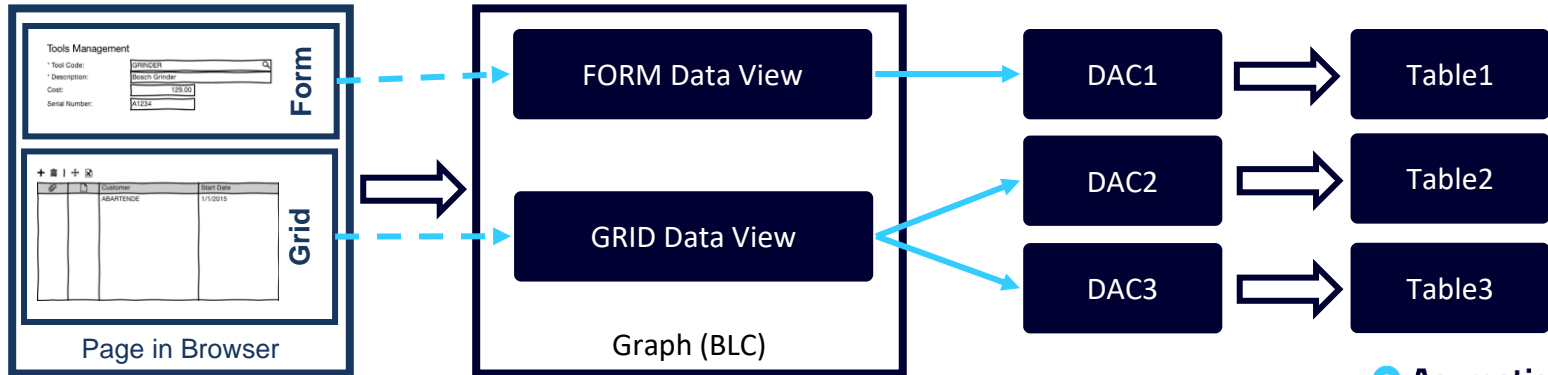 Tools Management
* Tool Code: GRINDER
* Description: Bosch Grinder
Cost: 129.00
Serial Number: A1234
Form
Customer Start Date
ABARTENDE 1/1/2015
Grid
Page in Browser
FORM Data View
GRID Data View
Graph (BLC)
DAC1
Table1
DAC2
Table2
DAC3
Table3